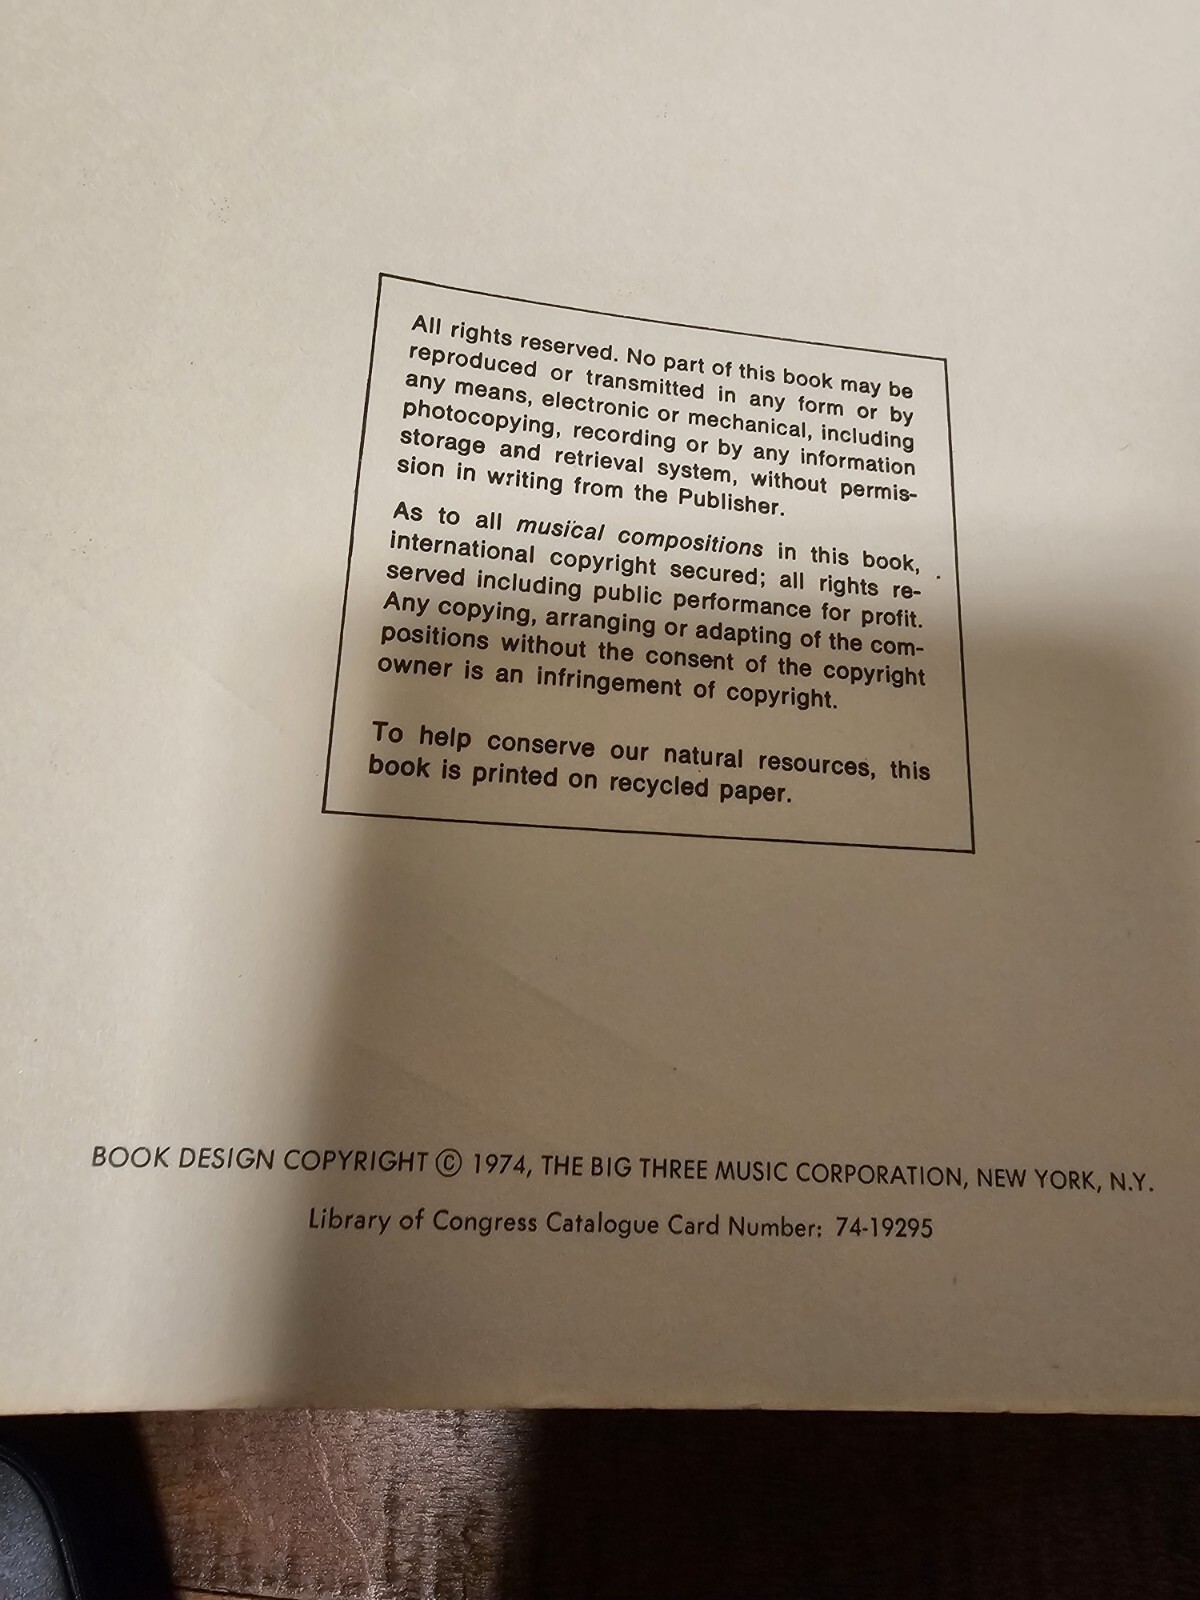 All rights reserved. No part of this book may be
reproduced or transmitted in any form or by
any means, electronic or mechanical, including
photocopying, recording or by any information
storage and retrieval system, without permis-
sion in writing from the Publisher.
As to all musical compositions in this book,
international copyright secured; all rights re-
served including public performance for profit.
Any copying, arranging or adapting of the com-
positions without the consent of the copyright
owner is an infringement of copyright.
To help conserve our natural resources, this
book is printed on recycled paper.
BOOK DESIGN COPYRIGHT © 1974, THE BIG THREE MUSIC CORPORATION, NEW YORK, N.Y.
Library of Congress Catalogue Card Number: 74-19295